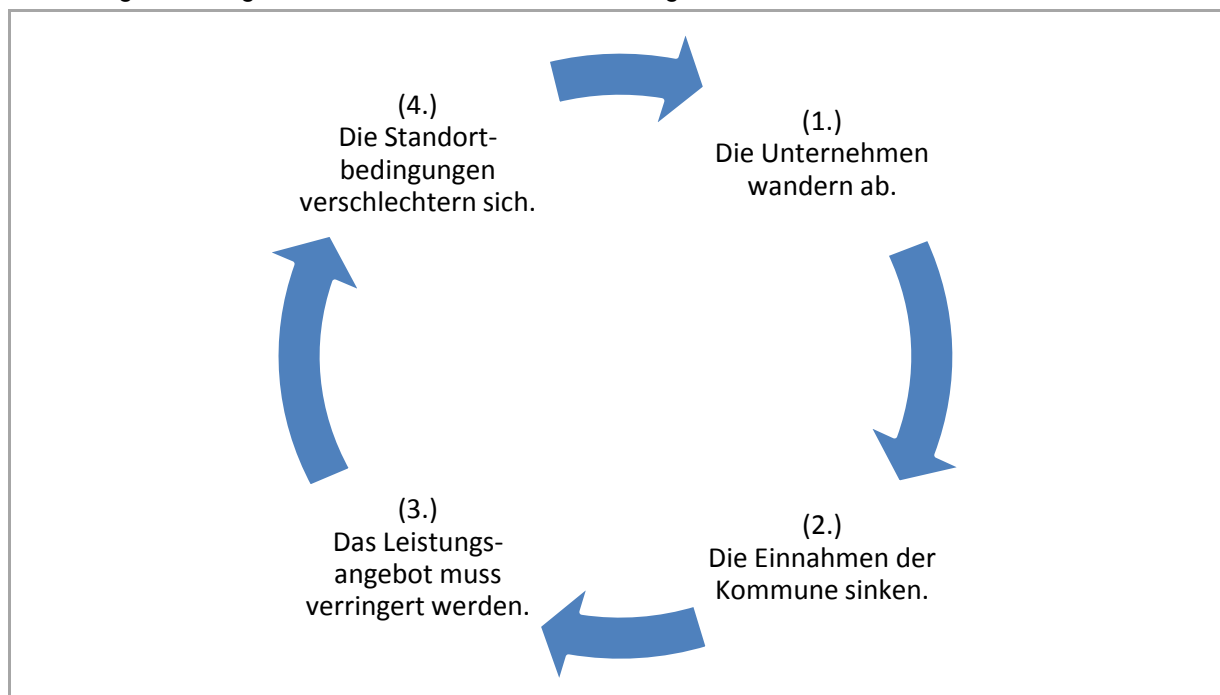 (1.)
Die Unternehmen
wandern ab.
(2.)
Die Einnahmen der
Kommune sinken.
(3.)
Das Leistungs-
angebot muss
verringert werden.
(4.)
Die Standort-
bedingungen
verschlechtern sich.